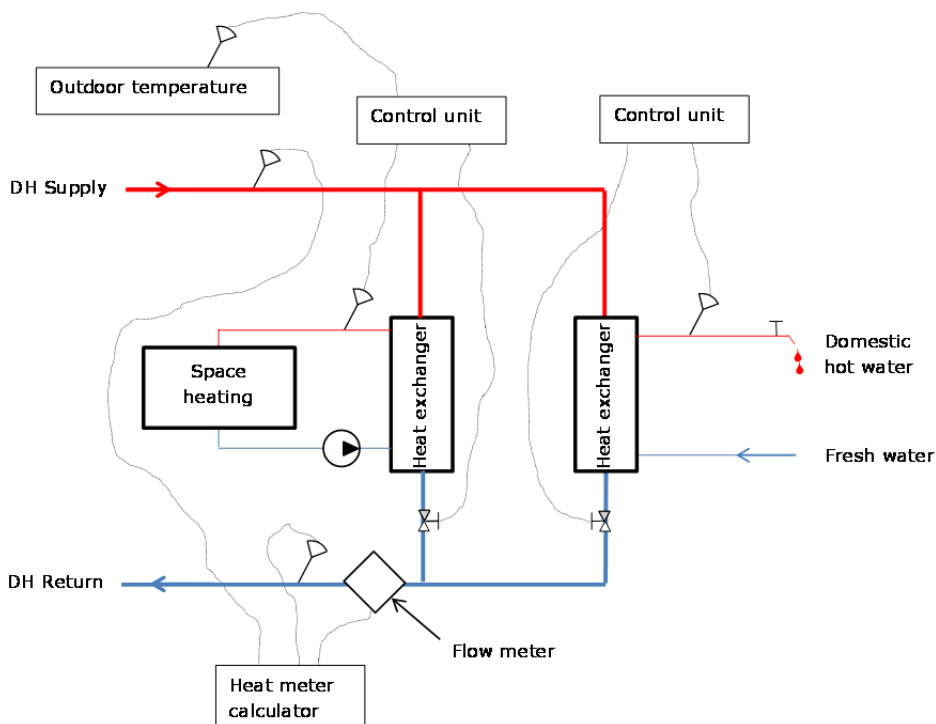 Outdoor temperature
Control unit
Control unit
DH Supply
Space
heating
Heat exchanger
Heat exchanger
Domestic
hot water
Fresh water
DH Return
Flow meter
Heat meter
calculator